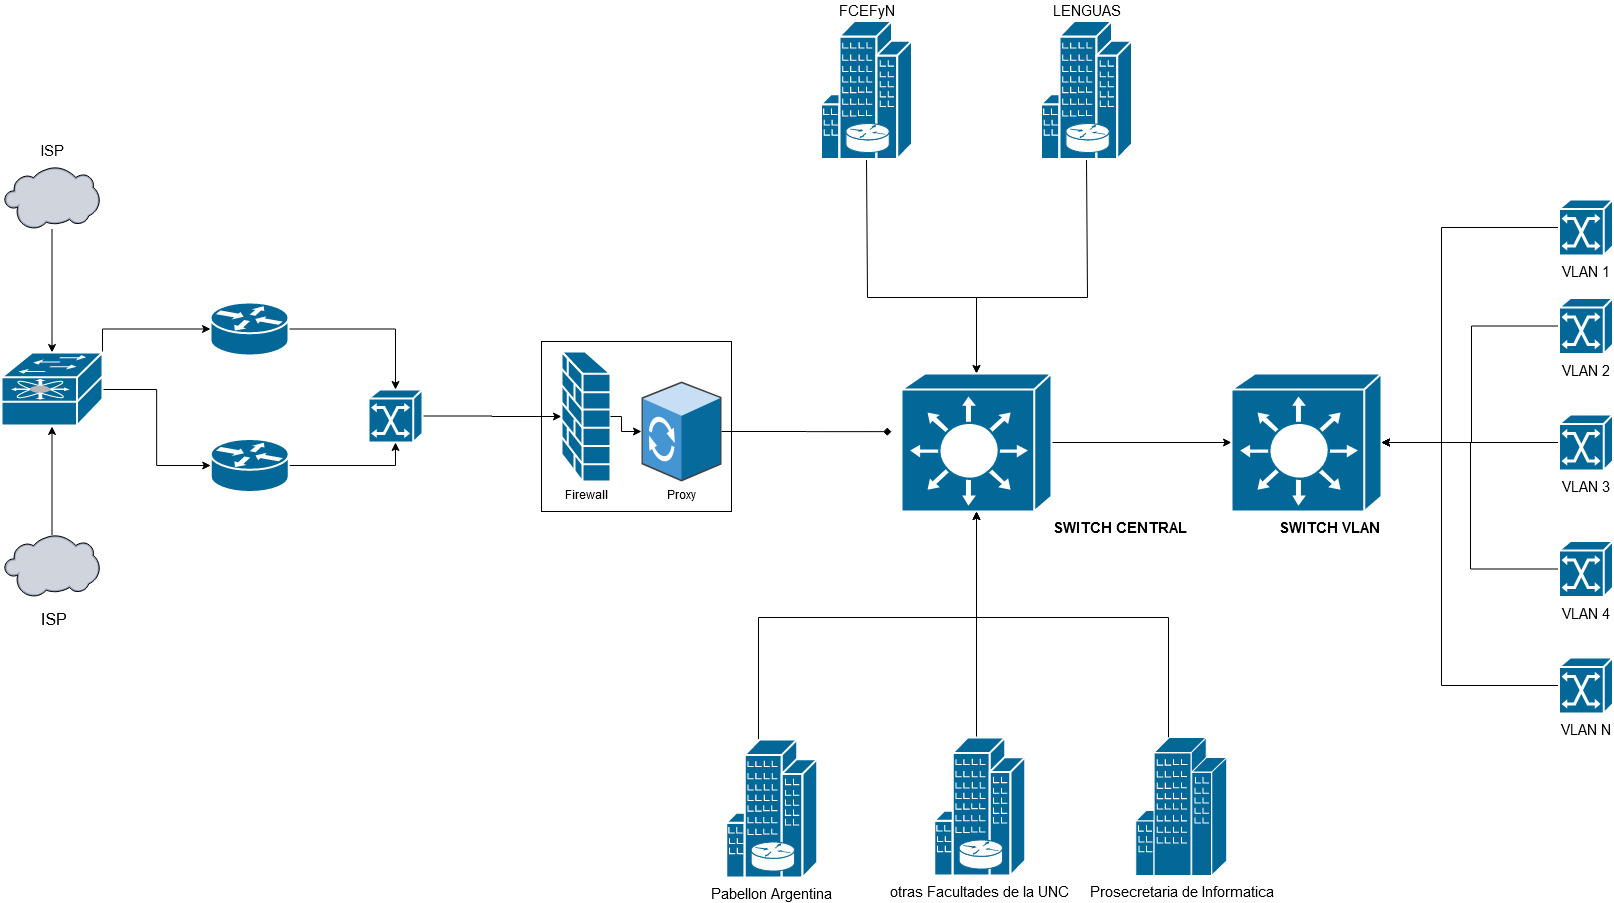 FCEFyN
LENGUAS
ISP
VLAN 1
VLAN 2
Firewall
Proxy
VLAN 3
SWITCH CENTRAL
SWITCH VLAN
ISP
VLAN 4
VLAN N
Pabellon Argentina
otras Facultades de la UNC
Prosecretaria de Informatica